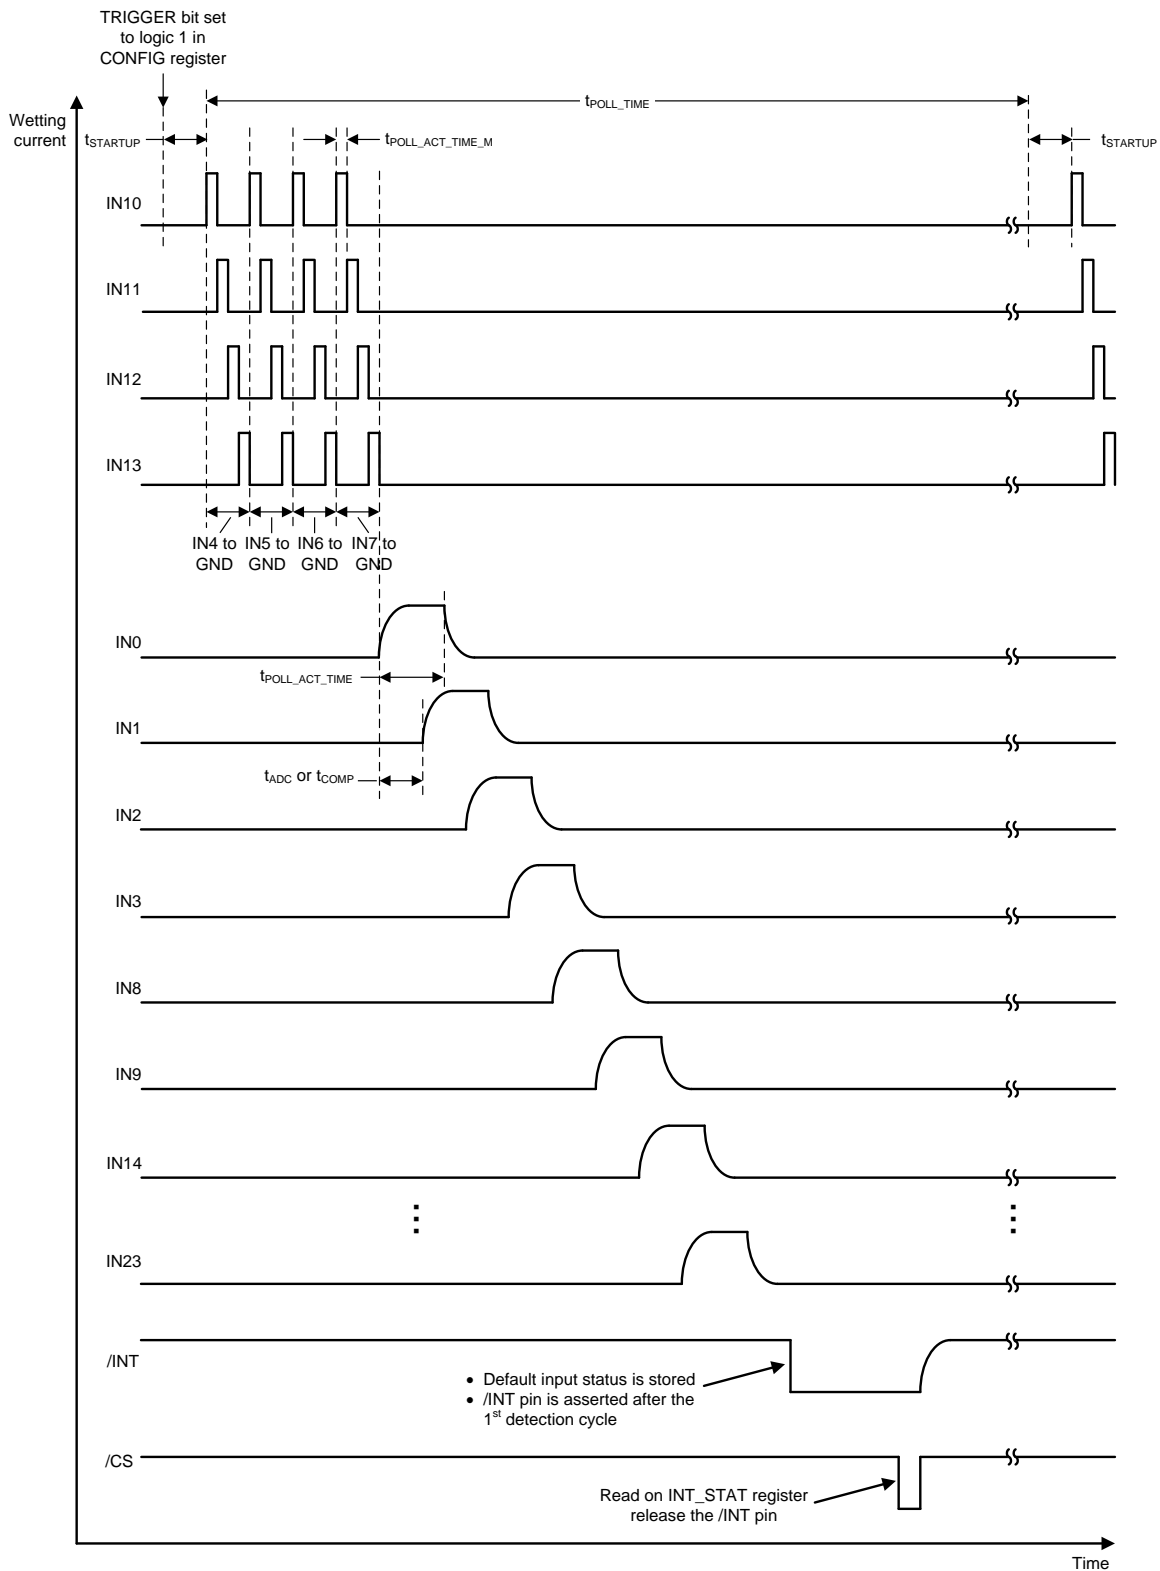 TRIGGER bit set
to logic 1 in
CONFIG register
Wetting
current
tPOLL_TIME
tSTARTUP
tPOLL_ACT_TIME_M
tSTARTUP
IN10
IN11
IN12
IN13
IN4 to
GND
IN5 to
GND
IN6 to
GND
IN7 to
GND
IN0
tPOLL_ACT_TIME
IN1
tADC or tCOMP
IN2
IN3
IN8
IN9
IN14
IN23
/INT
• Default input status is stored
• /INT pin is asserted after the
1st detection cycle
/CS
Read on INT_STAT register
release the /INT pin
Time